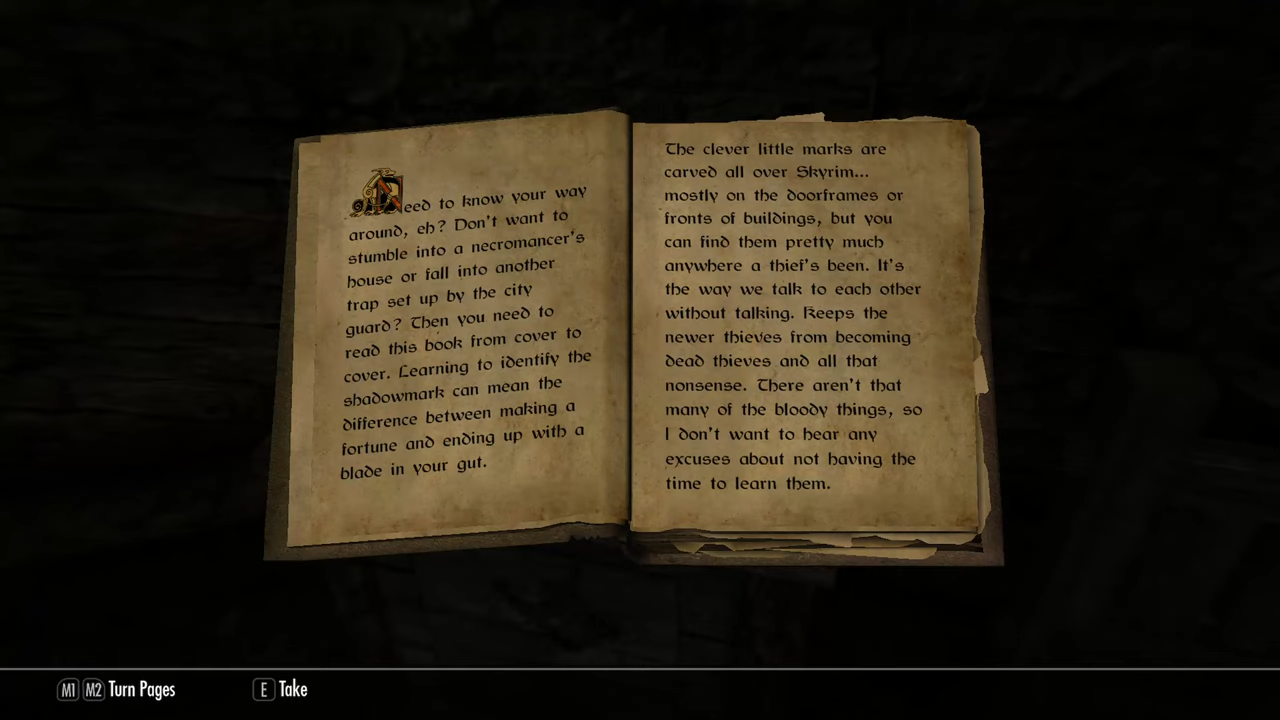 Need to know your way
around, eh? Don't want to
stumble into a necromancer's
house or fall into another
trap set up by the city
guard? Then you need to
read this book from cover to
cover. Learning to identify the
shadowmark can mean the
difference between making a
fortune and ending up with a
blade in your gut.
The clever little marks are
carved all over Skyrim...
mostly on the doorframes or
fronts of buildings, but you
can find them pretty much
anywhere a thief's been. It's
the way we talk to each other
without talking. Keeps the
newer thieves from becoming
dead thieves and all that
nonsense. There aren't that
many of the bloody things, so
I don't want to hear any
excuses about not having the
time to learn them.
M1 M2 Turn Pages
E Take